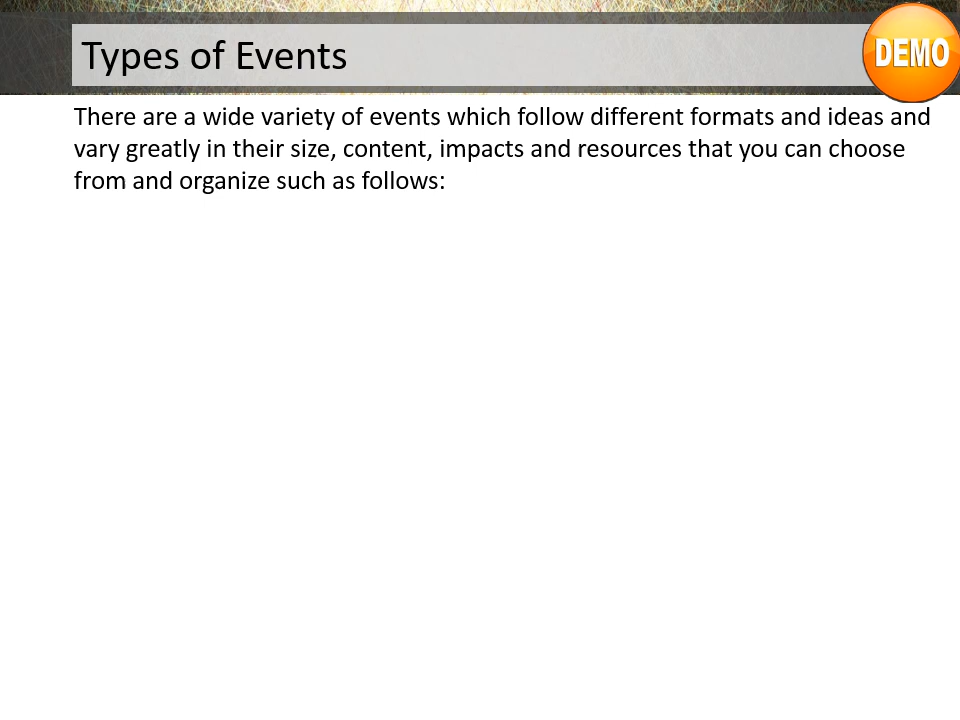 Types of Events
DEMO
There are a wide variety of events which follow different formats and ideas and
vary greatly in their size, content, impacts and resources that you can choose
from and organize such as follows: